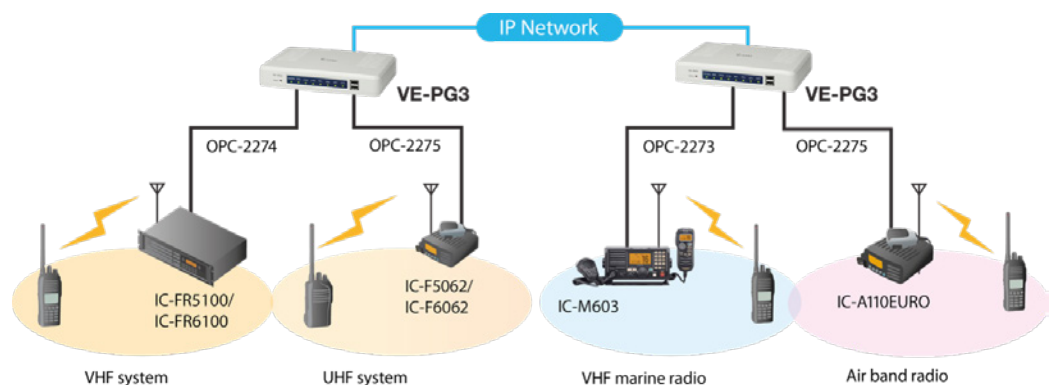 IP Network
VE-PG3
VE-PG3
OPC-2274
OPC-2275
OPC-2273
OPC-2275
IC-FR5100/
IC-FR6100
IC-F5062/
IC-F6062
IC-M603
IC-A110EURO
VHF system
UHF system
VHF marine radio
Air band radio